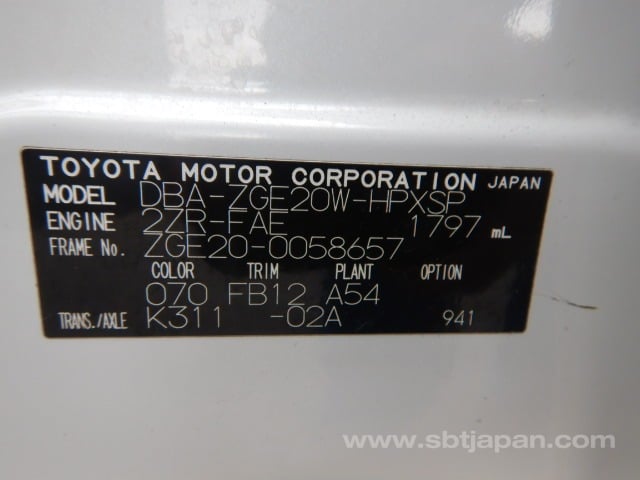 TOYOTA MOTOR CORPORATION JAPAN
MODEL DBA-ZGE20W-HPXSP
ENGINE 2ZR-FAE 1797 mL
FRAME No. ZGE20-0058657
COLOR TRIM PLANT OPTION
070 FB12 A54
TRANS./AXLE K311 -02A 941
www.sbtjapan.com